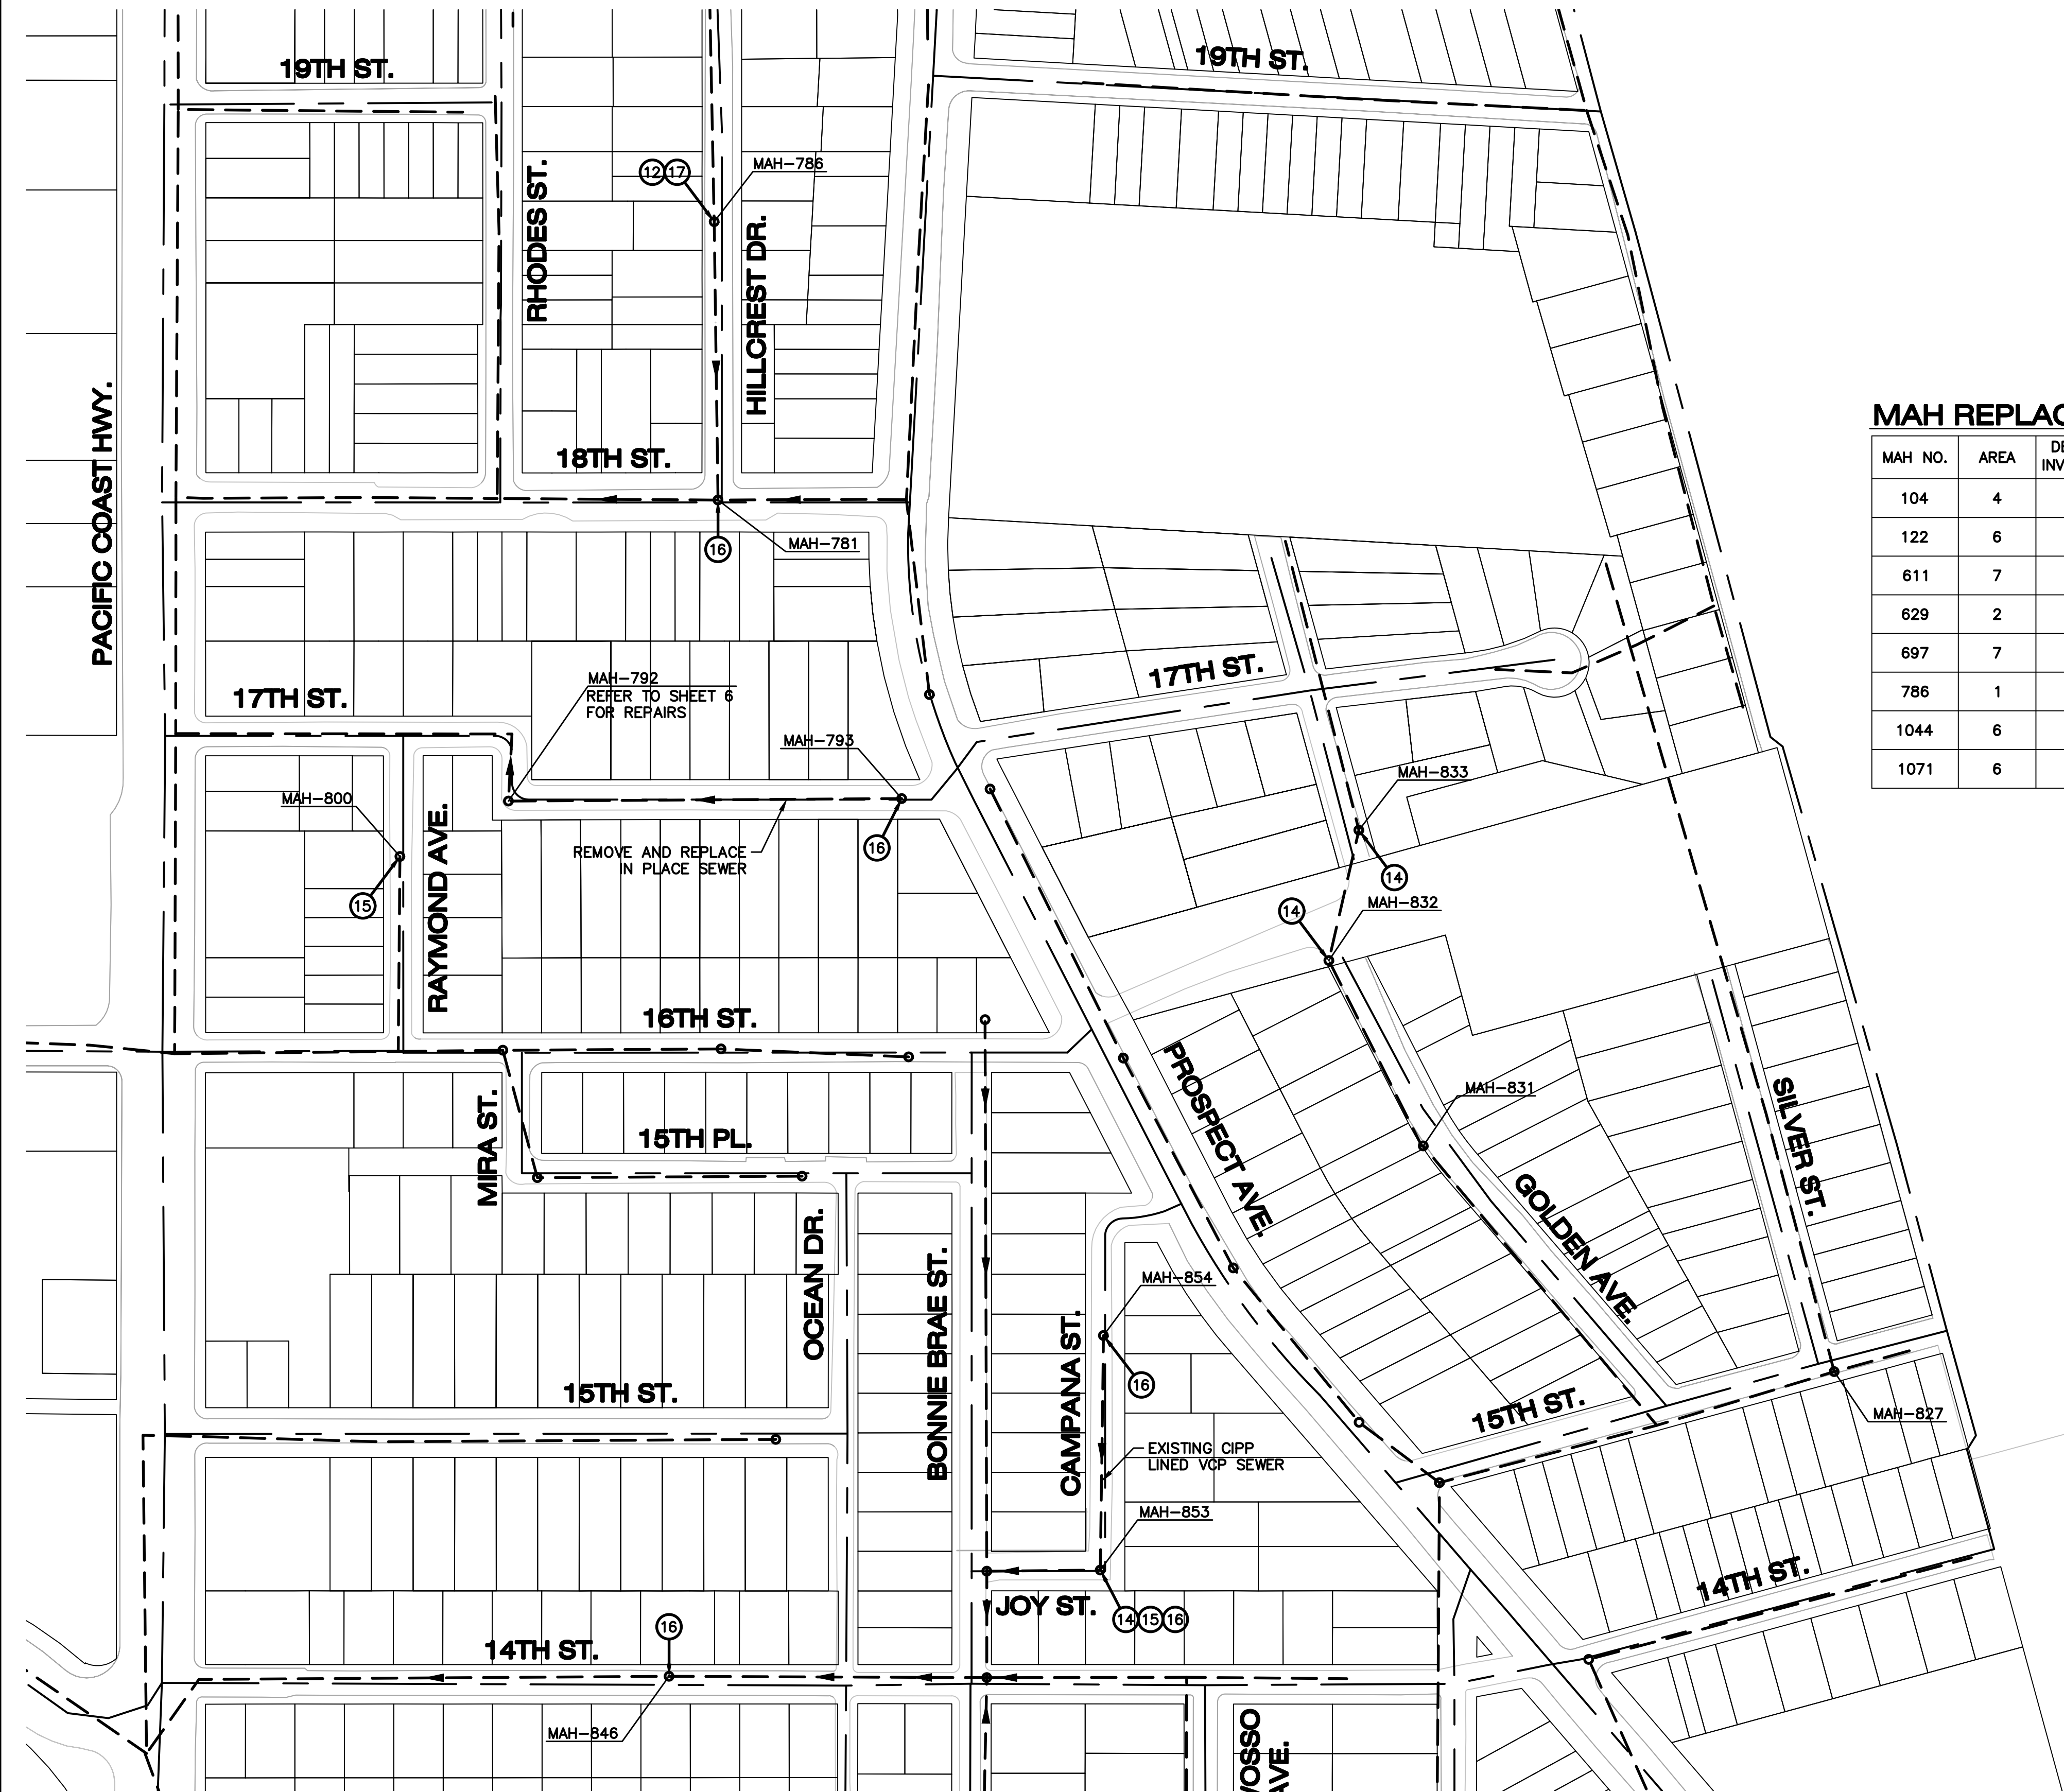 19TH ST.
19TH ST.
RHODES ST.
12 17
MAH-786
HILLCREST DR.
PACIFIC COAST HWY.
18TH ST.
16
MAH-781
MAH REPLAC
MAH NO. AREA DE
INV
104 4
122 6
611 7
629 2
697 7
786 1
1044 6
1071 6
17TH ST.
MAH-792
REFER TO SHEET 6
FOR REPAIRS
17TH ST.
MAH-793
16
MAH-800
15
RAYMOND AVE.
REMOVE AND REPLACE
IN PLACE SEWER
MAH-833
14
14
MAH-832
16TH ST.
MIRA ST.
15TH PL.
PROSPECT AVE.
MAH-831
SILVER ST.
GOLDEN AVE.
OCEAN DR.
BONNIE BRAE ST.
CAMPANA ST.
MAH-854
16
15TH ST.
15TH ST.
MAH-827
EXISTING CIPP
LINED VCP SEWER
MAH-853
14TH ST.
JOY ST.
14 15 16
14TH ST.
16
MAH-846
VOSSO
AVE.